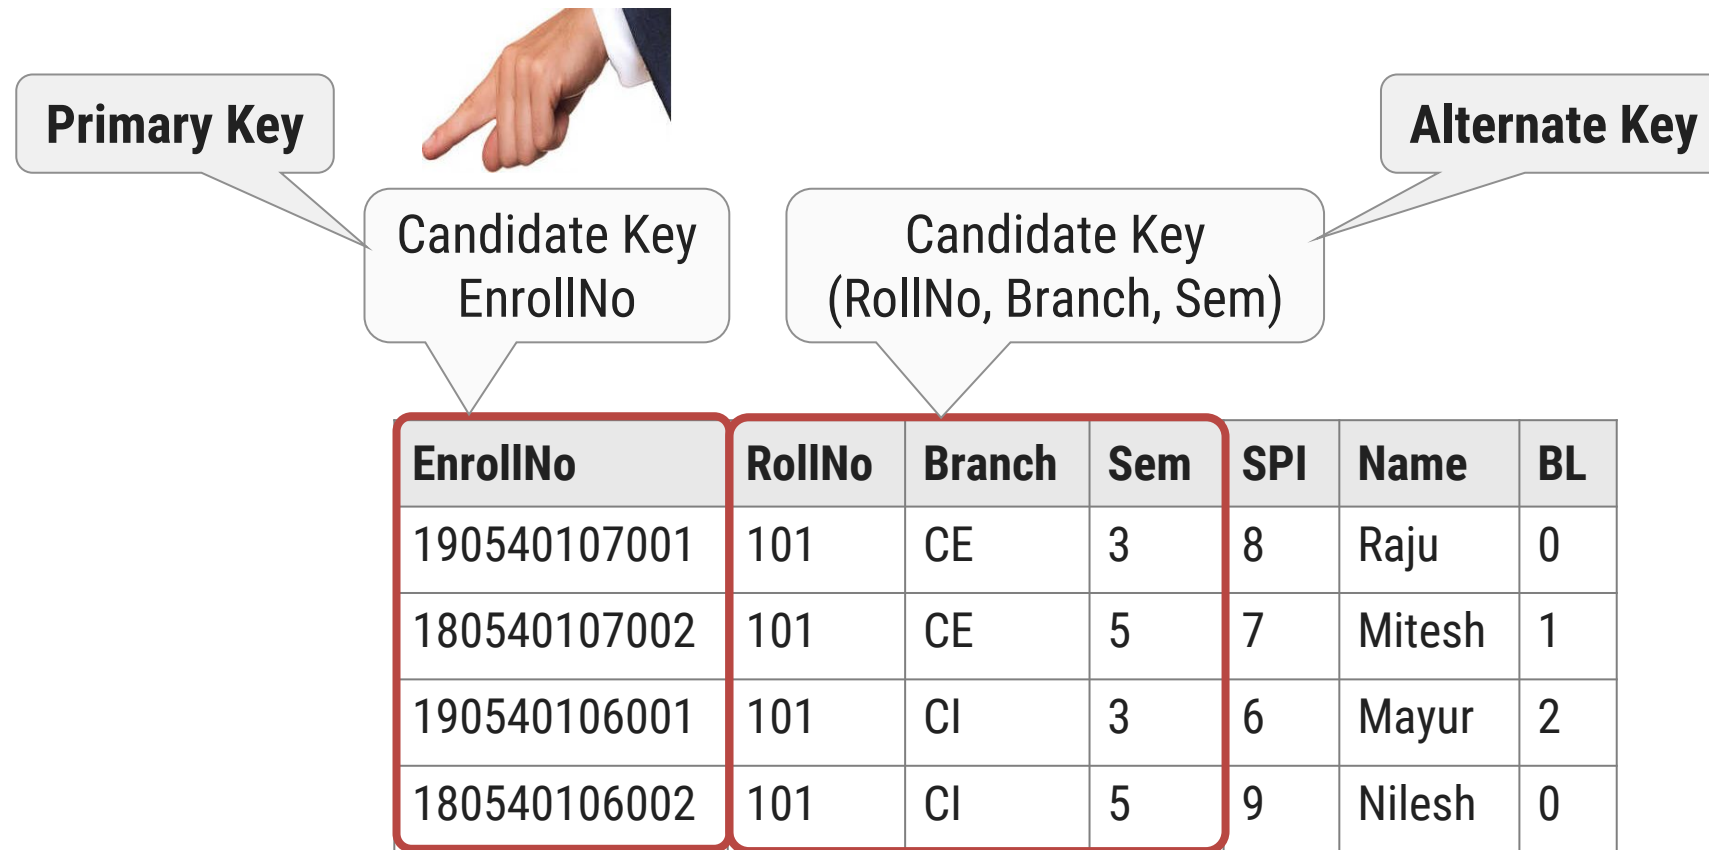 Primary Key
Alternate Key
Candidate Key
EnrollNo
Candidate Key
(RollNo, Branch, Sem)
EnrollNo RollNo Branch Sem SPI Name BL
190540107001 101 CE 3 8 Raju 0
180540107002 101 CE 5 7 Mitesh 1
190540106001 101 CI 3 6 Mayur 2
180540106002 101 CI 5 9 Nilesh 0